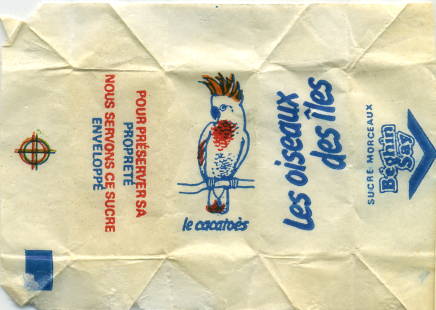 POUR PRÉSERVER SA
PROPRETÉ
NOUS SERVONS CE SUCRE
ENVELOPPÉ
le cacatoès
Les oiseaux
des îles
SUCRE MORCEAUX
Béghin
Say